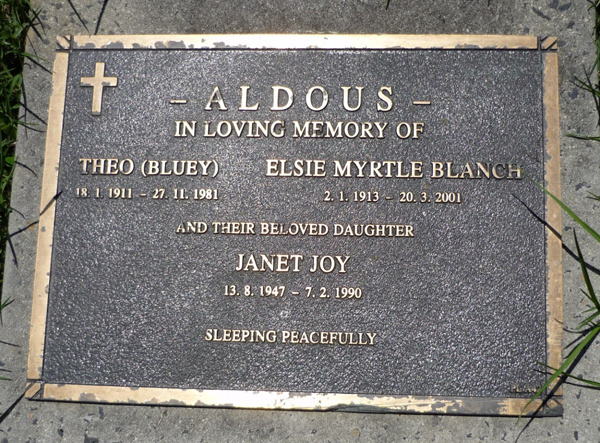 – ALDOUS –
IN LOVING MEMORY OF
THEO (BLUEY) ELSIE MYRTLE BLANCH
18. 1. 1911 – 27. 11. 1981 2. 1. 1913 – 20. 3. 2001
AND THEIR BELOVED DAUGHTER
JANET JOY
13. 8. 1947 – 7. 2. 1990
SLEEPING PEACEFULLY